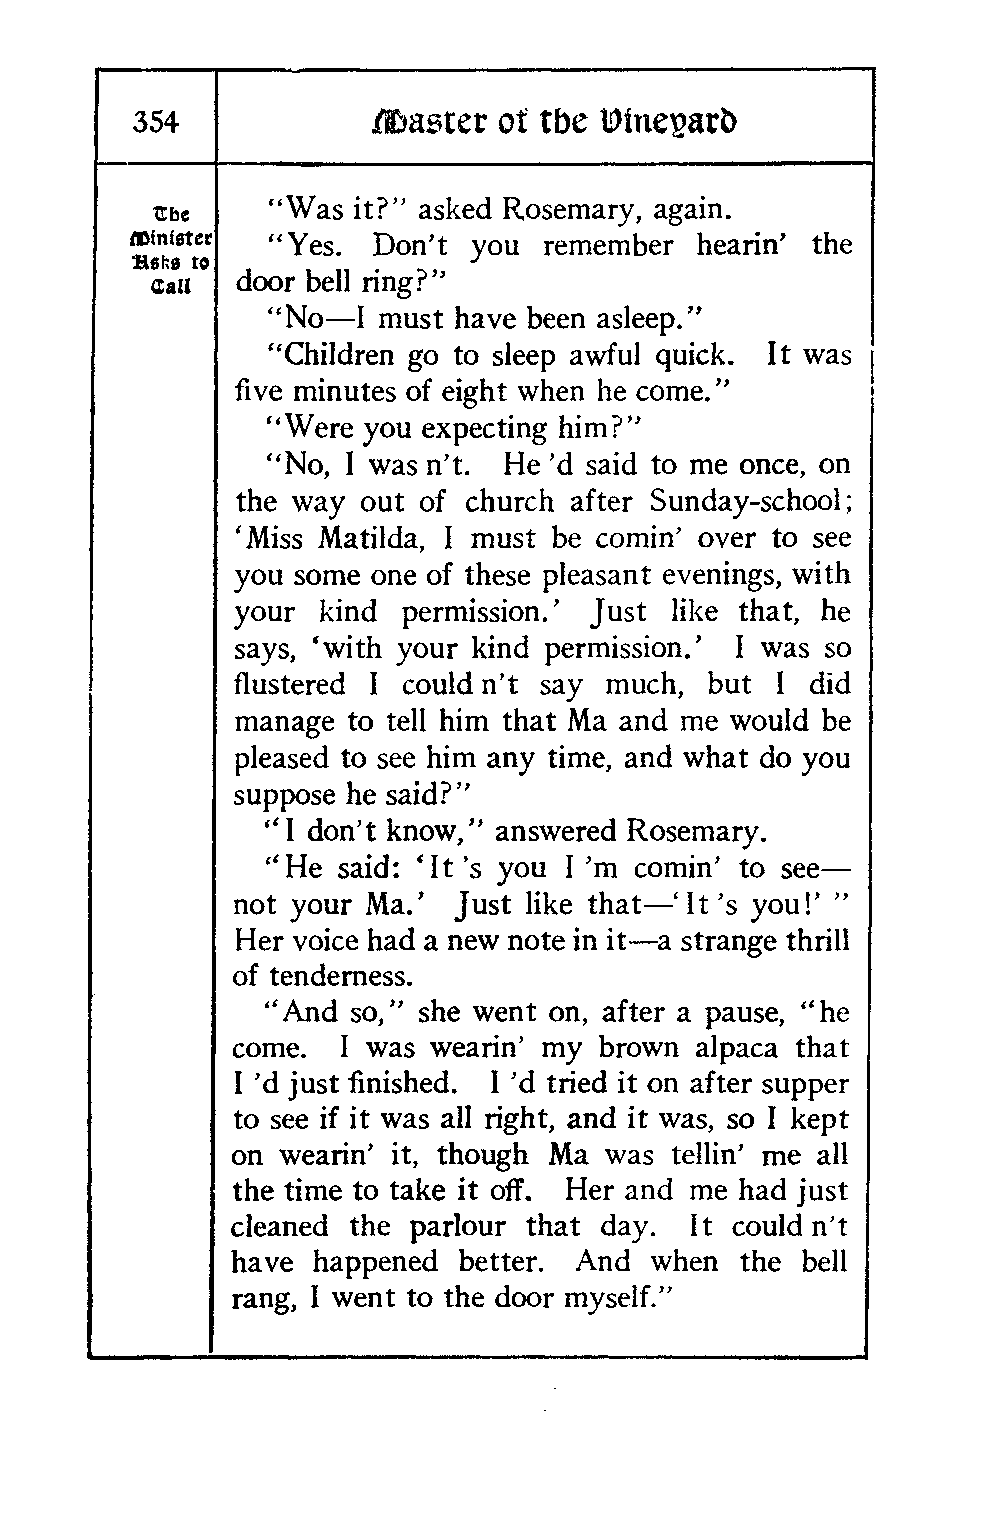 354
Master of the Vineyard
The
Minister
Asks to
Call
“Was it?” asked Rosemary, again.
“Yes. Don’t you remember hearin’ the
door bell ring?”
“No—I must have been asleep.”
“Children go to sleep awful quick. It was
five minutes of eight when he come.”
“Were you expecting him?”
“No, I was n’t. He ’d said to me once, on
the way out of church after Sunday-school;
‘Miss Matilda, I must be comin’ over to see
you some one of these pleasant evenings, with
your kind permission.’ Just like that, he
says, ‘with your kind permission.’ I was so
flustered I could n’t say much, but I did
manage to tell him that Ma and me would be
pleased to see him any time, and what do you
suppose he said?”
“I don’t know,” answered Rosemary.
“He said: ‘It ’s you I ’m comin’ to see—
not your Ma.’ Just like that—‘It ’s you!’ ”
Her voice had a new note in it—a strange thrill
of tenderness.
“And so,” she went on, after a pause, “he
come. I was wearin’ my brown alpaca that
I ’d just finished. I ’d tried it on after supper
to see if it was all right, and it was, so I kept
on wearin’ it, though Ma was tellin’ me all
the time to take it off. Her and me had just
cleaned the parlour that day. It could n’t
have happened better. And when the bell
rang, I went to the door myself.”